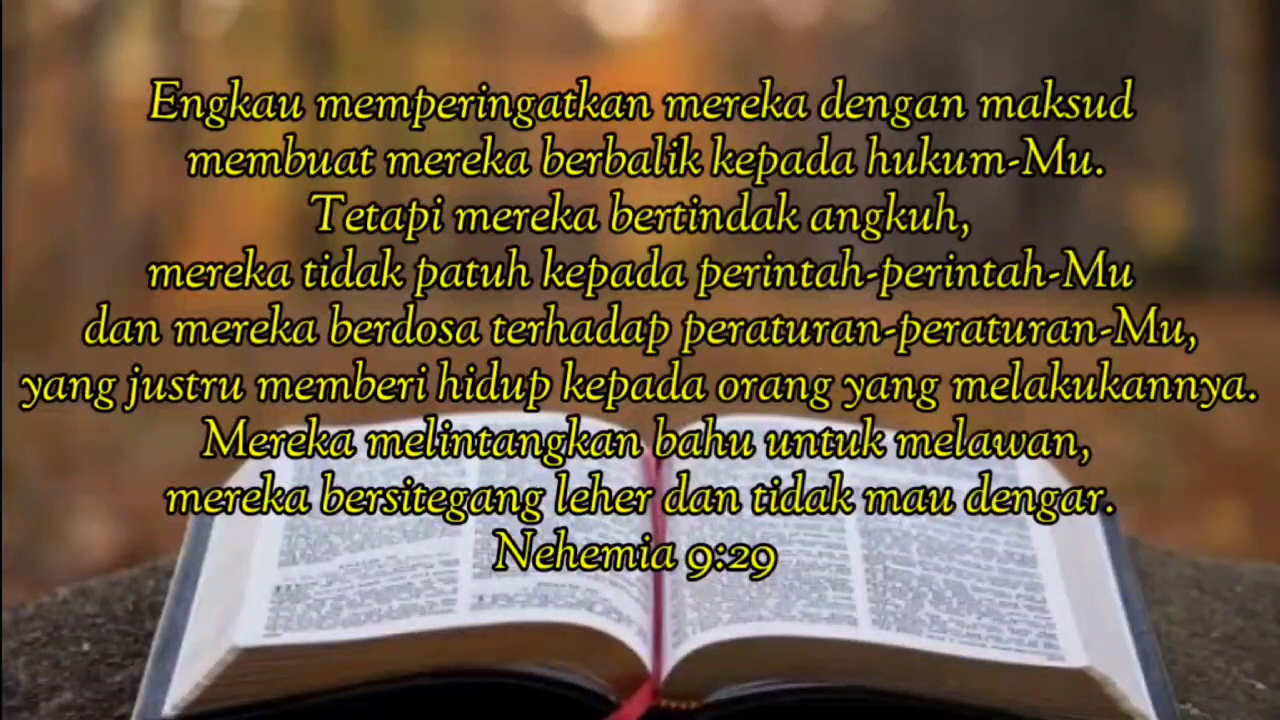 Engkau memperingatkan mereka dengan maksud
membuat mereka berbalik kepada hukum-Mu.
Tetapi mereka bertindak angkuh,
mereka tidak patuh kepada perintah-perintah-Mu
dan mereka berdosa terhadap peraturan-peraturan-Mu,
yang justru memberi hidup kepada orang yang melakukannya.
Mereka melintangkan bahu untuk melawan,
mereka bersitegang leher dan tidak mau dengar.
Nehemia 9:29